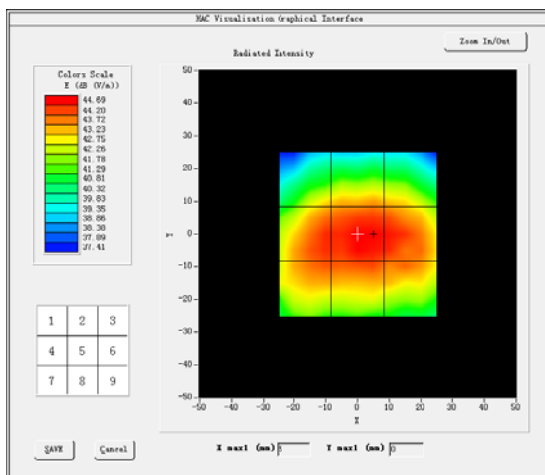 HAC Visualisation Graphical Interface
Zoom In/Out
Radiated Intensity
Colors Scale
E (dB (V/m))
44.69
44.20
43.72
43.23
42.75
42.26
41.78
41.29
40.81
40.32
39.83
39.35
38.86
38.38
37.89
37.41
50
40
30
20
10
0
-10
-20
-30
-40
-50
Y
-50 -40 -30 -20 -10 0 10 20 30 40 50
X
1 2 3
4 5 6
7 8 9
SAVE
Cancel
X max1 (mm)
Y max1 (mm) 0